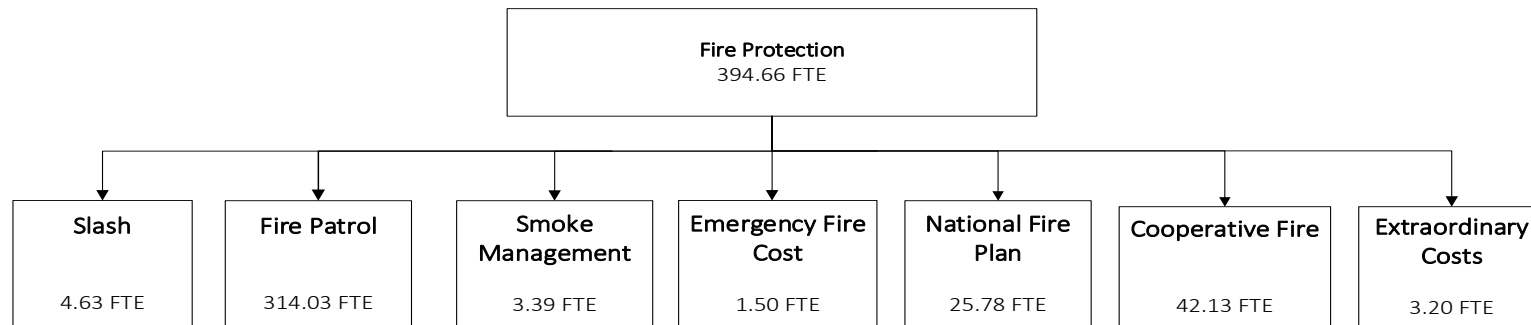 Fire Protection
394.66 FTE
Slash
4.63 FTE
Fire Patrol
314.03 FTE
Smoke
Management
3.39 FTE
Emergency Fire
Cost
1.50 FTE
National Fire
Plan
25.78 FTE
Cooperative Fire
42.13 FTE
Extraordinary
Costs
3.20 FTE